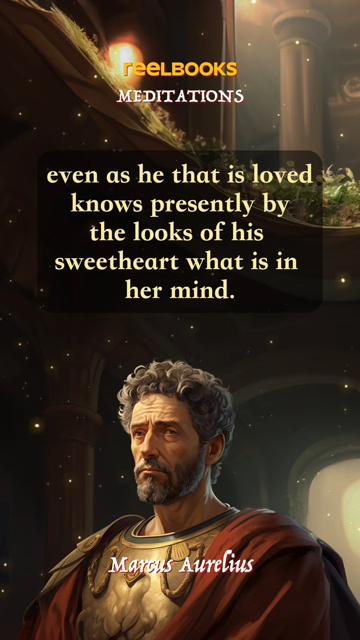 reelbooks
MEDITATIONS
even as he that is loved
knows presently by
the looks of his
sweetheart what is in
her mind.
Marcus Aurelius